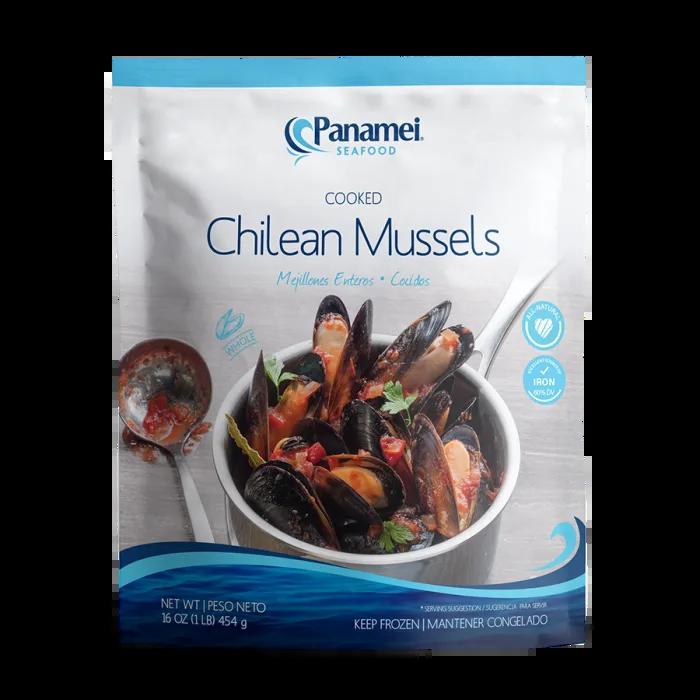 Panamei®
SEAFOOD
COOKED
Chilean Mussels
Mejillones Enteros • Cocidos
WHOLE
ALL-NATURAL
IRON
60% DV
* SERVING SUGGESTION / SUGERENCIA PARA SERVIR
NET WT | PESO NETO
16 OZ (1 LB) 454 g
KEEP FROZEN | MANTENER CONGELADO